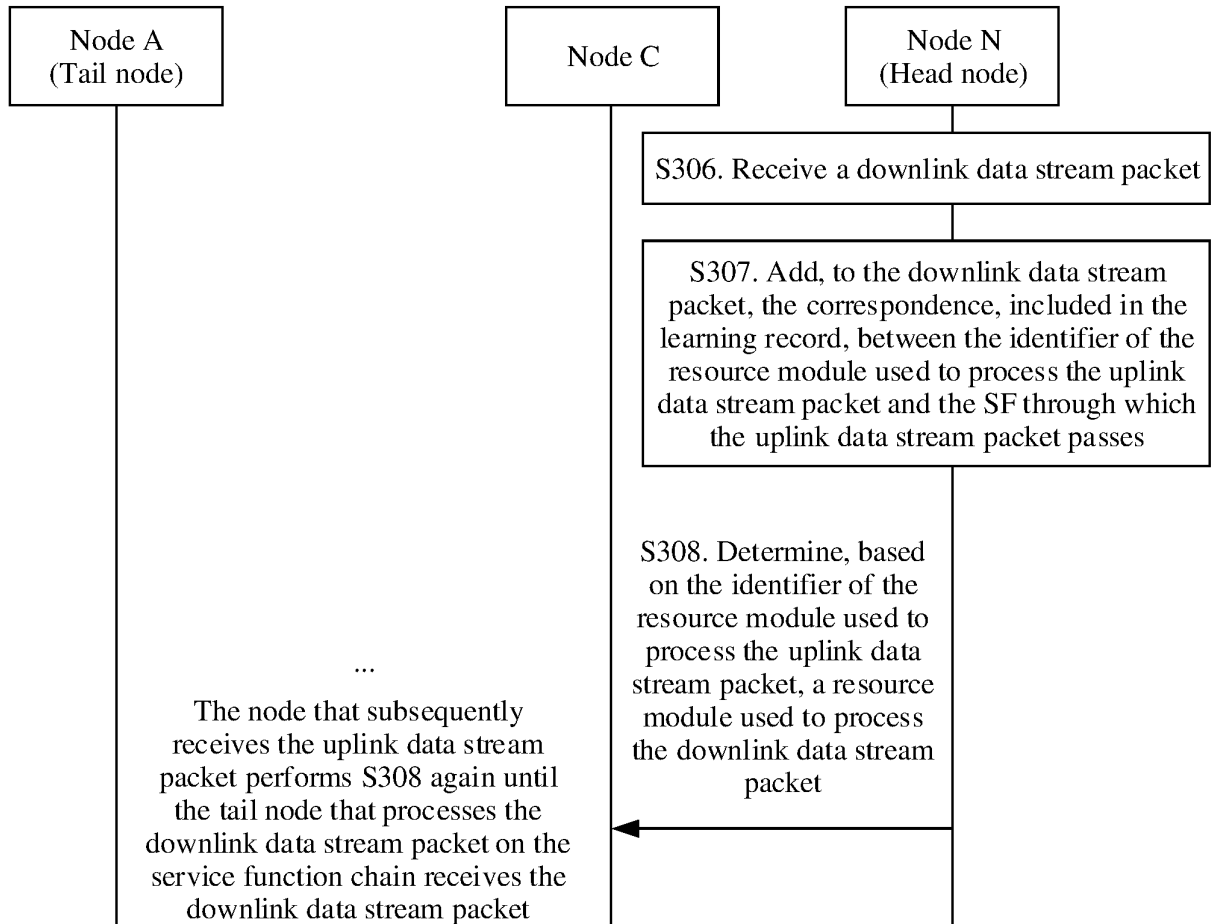 Node A
(Tail node)
Node C
Node N
(Head node)
S306. Receive a downlink data stream packet
S307. Add, to the downlink data stream
packet, the correspondence, included in the
learning record, between the identifier of the
resource module used to process the uplink
data stream packet and the SF through which
the uplink data stream packet passes
S308. Determine, based
on the identifier of the
resource module used to
process the uplink data
stream packet, a resource
module used to process
the downlink data stream
packet
...
The node that subsequently
receives the uplink data stream
packet performs S308 again until
the tail node that processes the
downlink data stream packet on the
service function chain receives the
downlink data stream packet